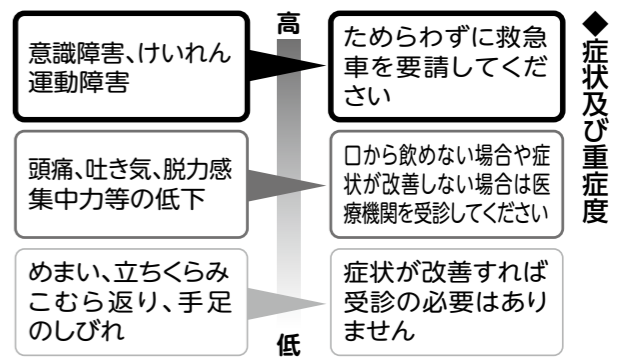 ◆症状及び重症度
高
意識障害、けいれん
運動障害
ためらわずに救急
車を要請してくだ
さい
頭痛、吐き気、脱力感
集中力等の低下
口から飲めない場合や症
状が改善しない場合は医
療機関を受診してください
めまい、立ちくらみ
こむら返り、手足
のしびれ
症状が改善すれば
受診の必要はあり
ません
低